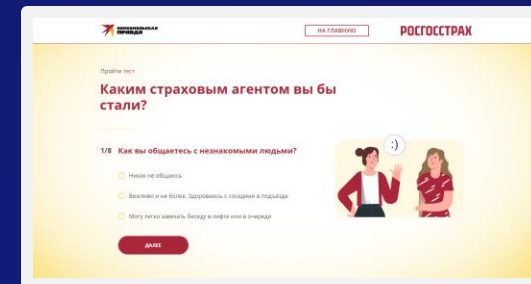 КОМСОМОЛЬСКАЯ
ПРАВДА
НА ГЛАВНУЮ
РОСГОССТРАХ
Пройти тест
Каким страховым агентом вы бы
стали?
1/8 Как вы общаетесь с незнакомыми людьми?
Никак не общаюсь
Вежливо и не более. Здороваюсь с соседями в подъезде
Могу легко завязать беседу в лифте или в очереди
ДАЛЕЕ
:)